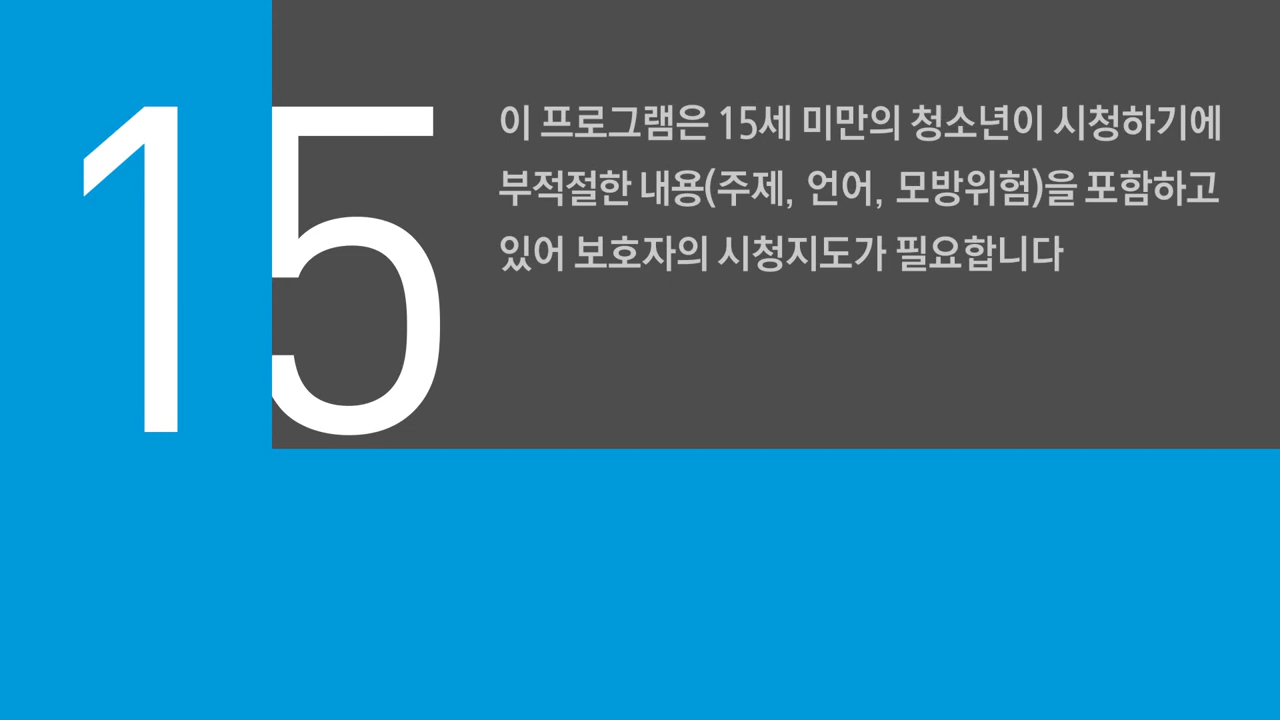 15
이 프로그램은 15세 미만의 청소년이 시청하기에
부적절한 내용(주제, 언어, 모방위험)을 포함하고
있어 보호자의 시청지도가 필요합니다